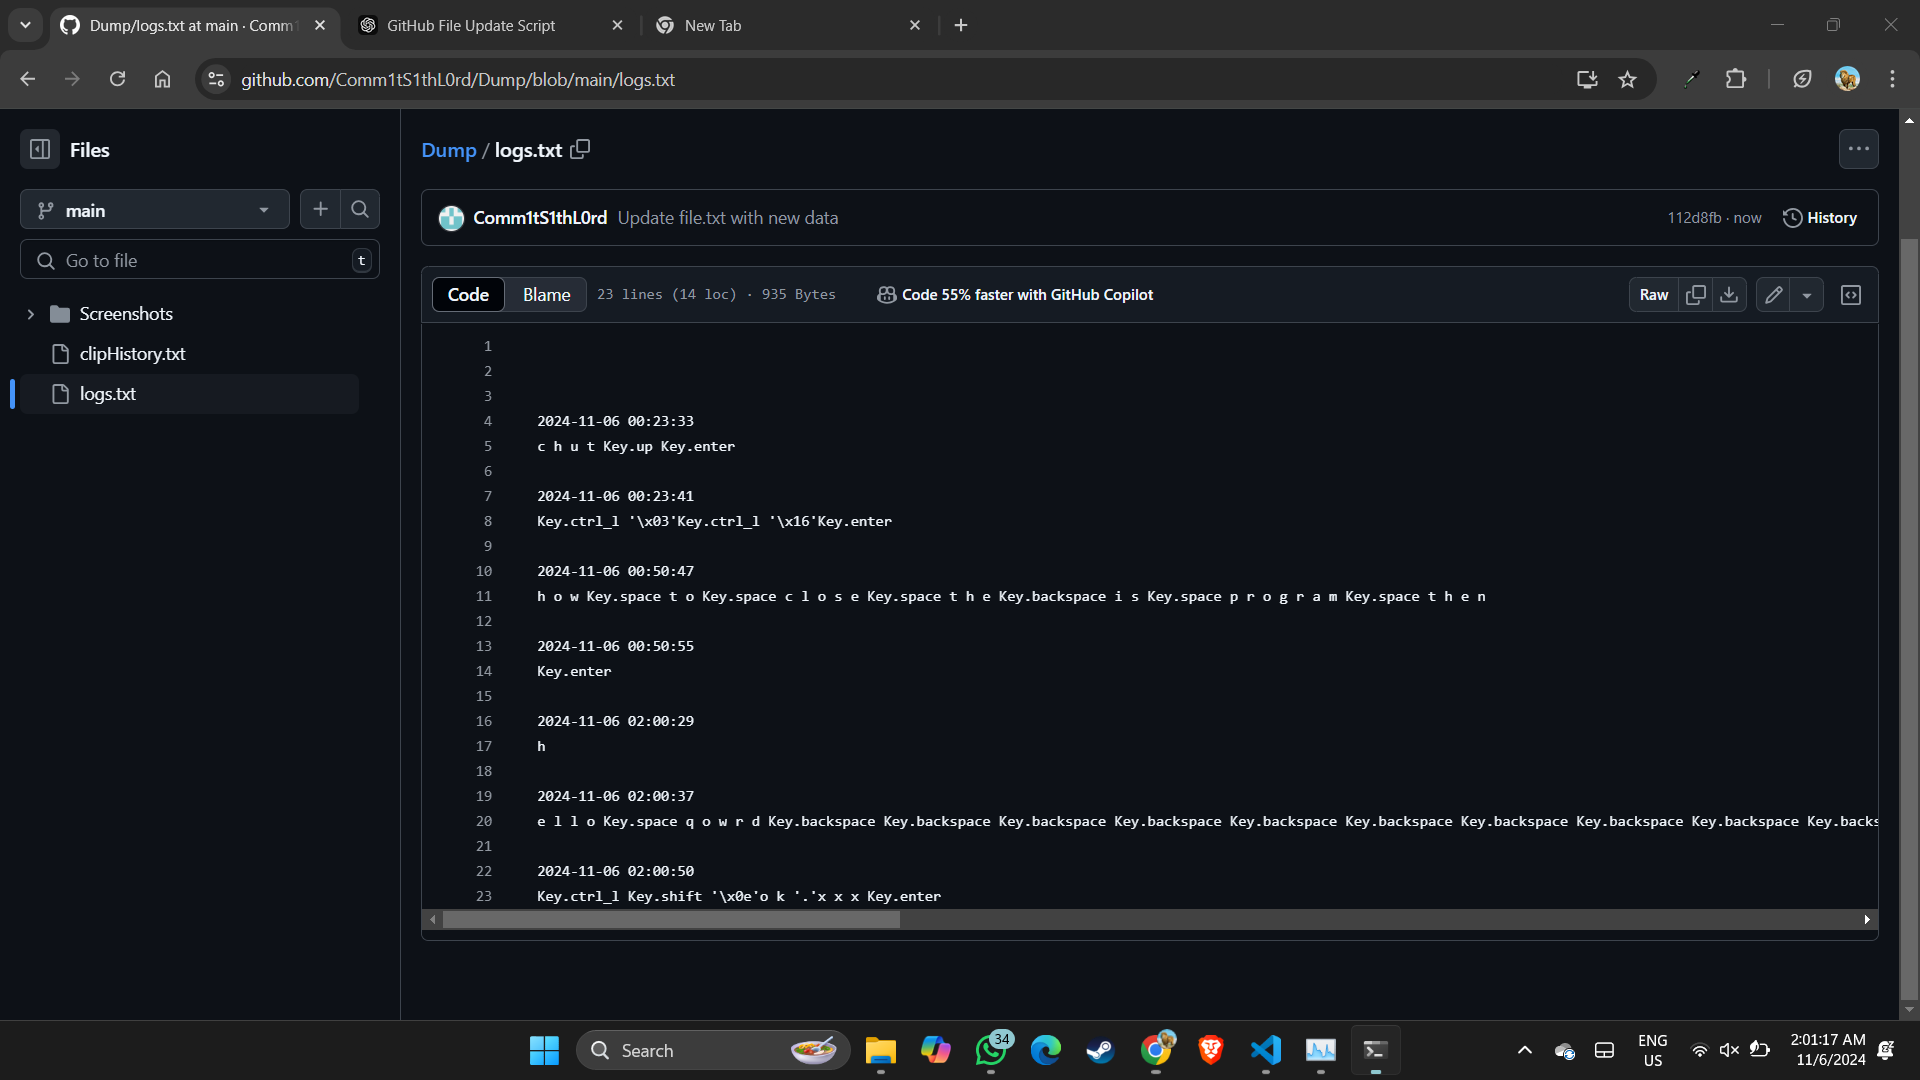 Dump/logs.txt at main · Comm1
GitHub File Update Script
New Tab
github.com/Comm1tS1thL0rd/Dump/blob/main/logs.txt
Files
main
Go to file
t
Screenshots
clipHistory.txt
logs.txt
Dump / logs.txt
Comm1tS1thL0rd Update file.txt with new data
112d8fb · now
History
Code
Blame
23 lines (14 loc) · 935 Bytes
Code 55% faster with GitHub Copilot
Raw
1
2
3
4 2024-11-06 00:23:33
5 c h u t Key.up Key.enter
6
7 2024-11-06 00:23:41
8 Key.ctrl_l '\x03'Key.ctrl_l '\x16'Key.enter
9
10 2024-11-06 00:50:47
11 h o w Key.space t o Key.space c l o s e Key.space t h e Key.backspace i s Key.space p r o g r a m Key.space t h e n
12
13 2024-11-06 00:50:55
14 Key.enter
15
16 2024-11-06 02:00:29
17 h
18
19 2024-11-06 02:00:37
20 e l l o Key.space q o w r d Key.backspace Key.backspace Key.backspace Key.backspace Key.backspace Key.backspace Key.backspace Key.backspace Key.backspace Key.backs
21
22 2024-11-06 02:00:50
23 Key.ctrl_l Key.shift '\x0e'o k '.'x x x Key.enter
Search
34
ENG
US
2:01:17 AM
11/6/2024